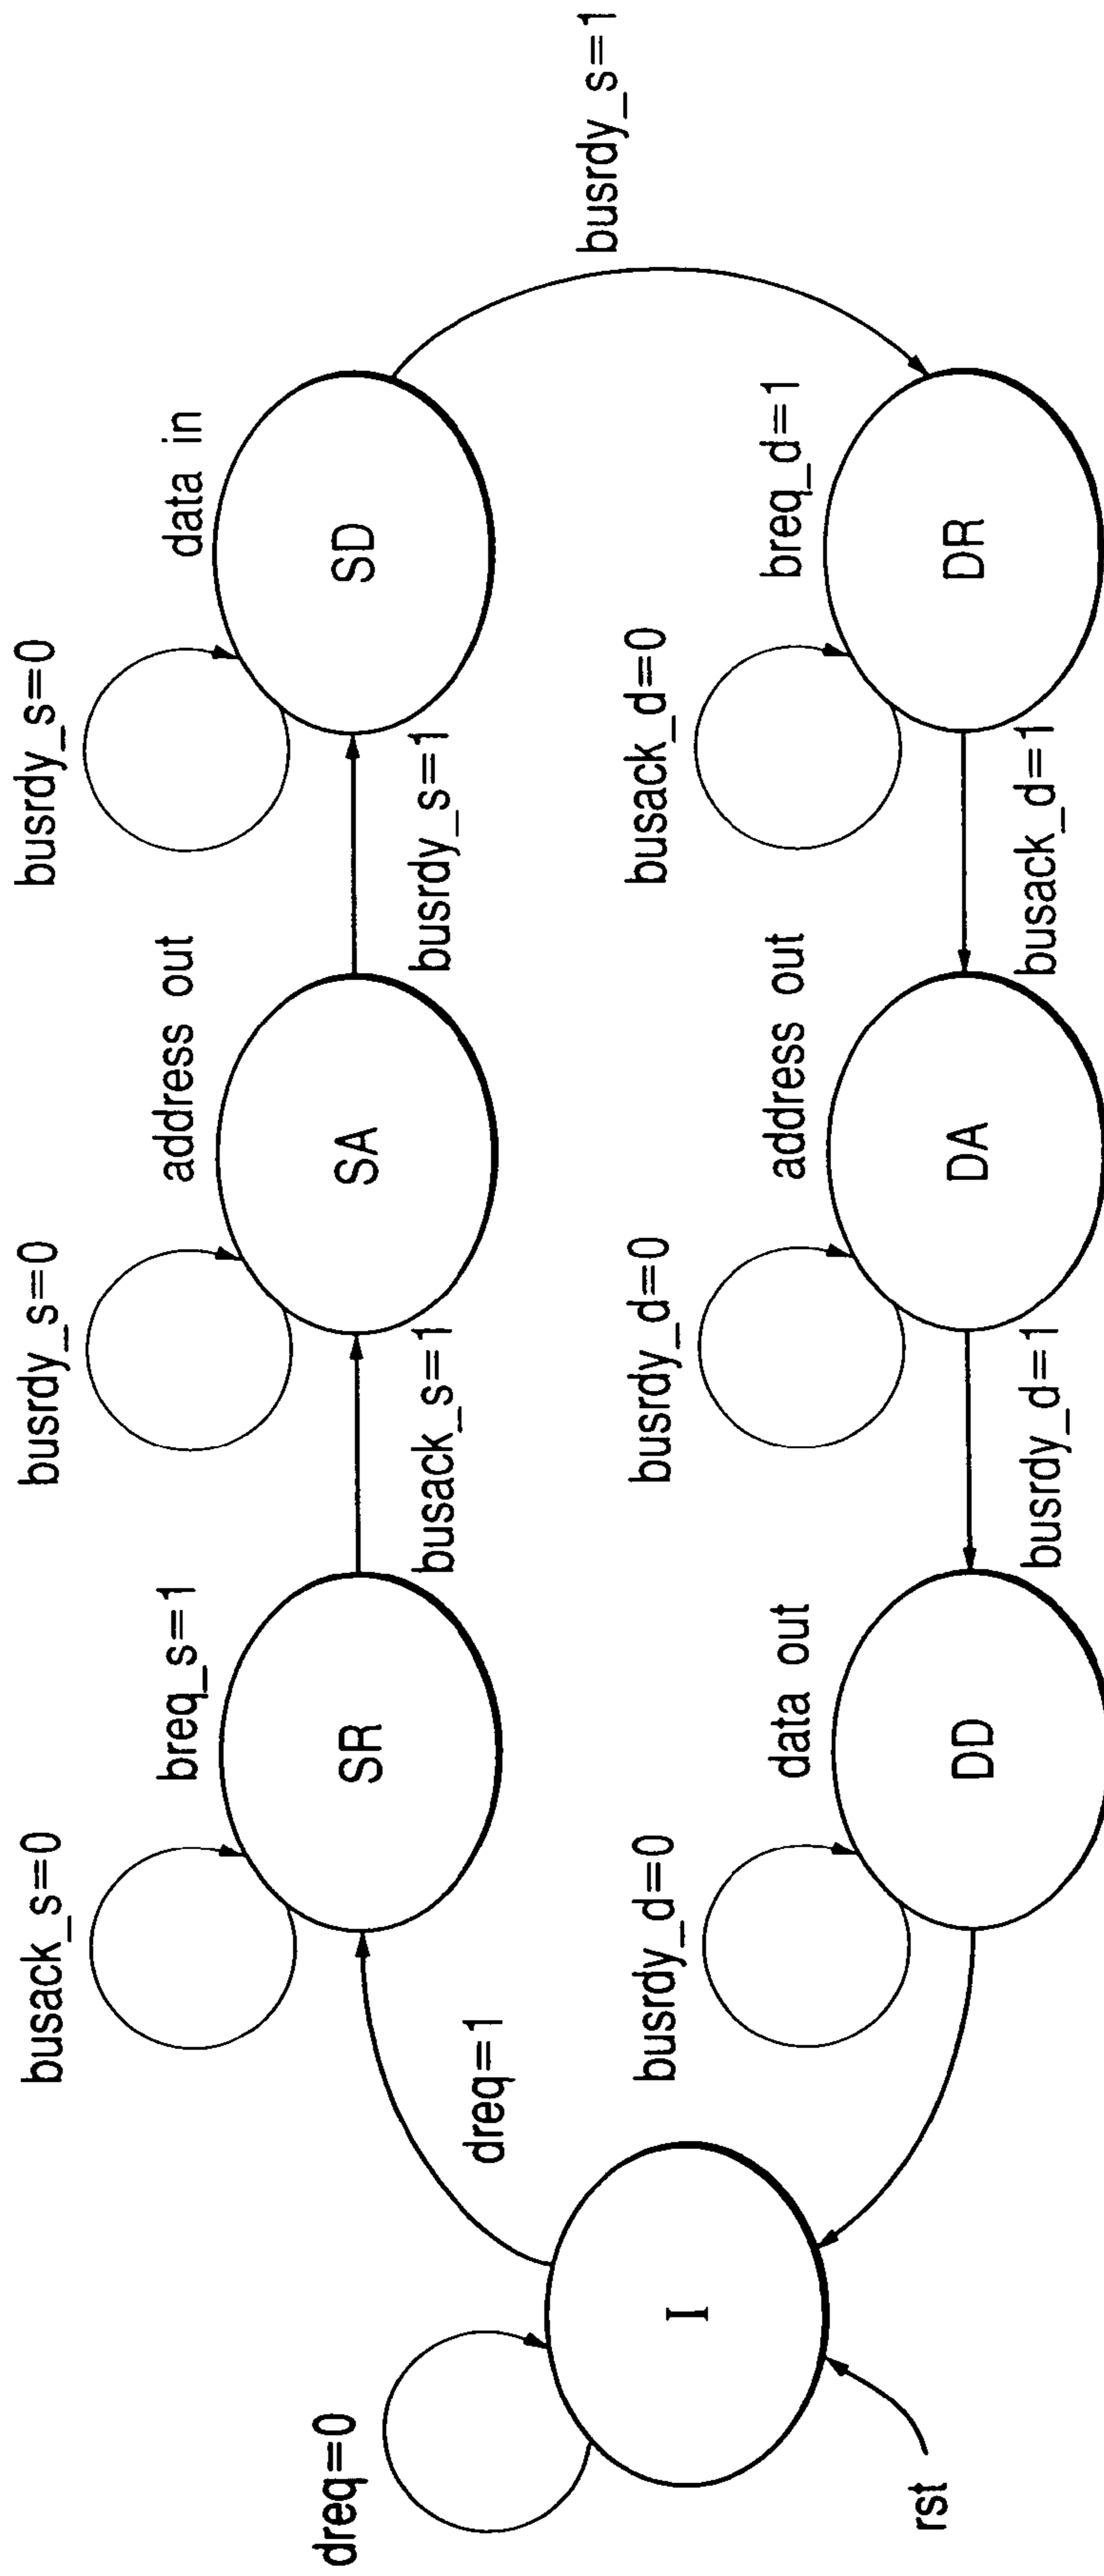 busack_s=0
busrdy_s=0
busrdy_s=0
breq_s=1
address out
data in
SR
SA
SD
dreq=0
dreq=1
busack_s=1
busrdy_s=1
busrdy_s=1
I
busrdy_d=0
busrdy_d=0
busack_d=0
data out
address out
breq_d=1
rst
DD
DA
DR
busrdy_d=1
busack_d=1